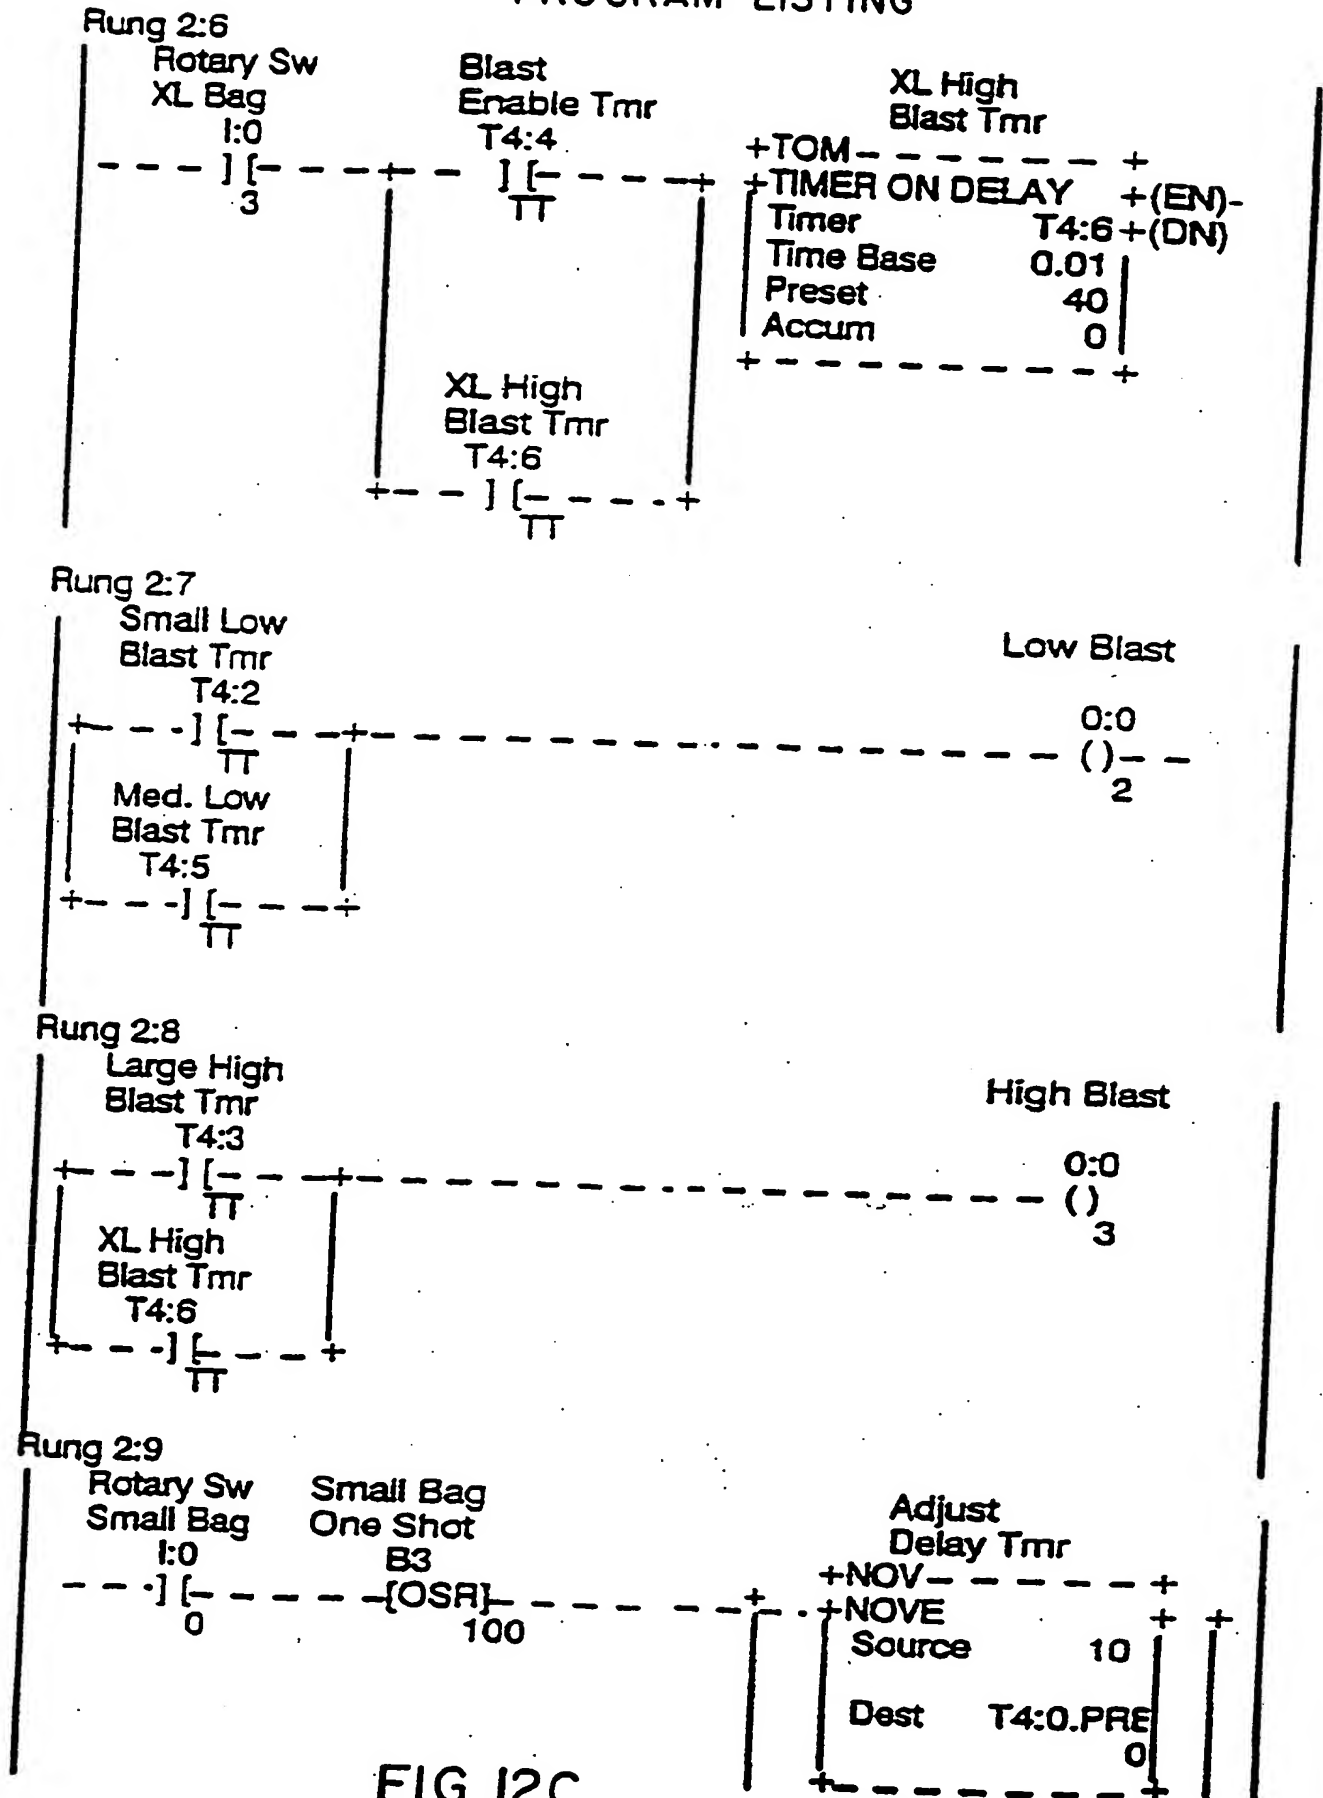 PROGRAM LISTING
Rung 2:6
Rotary Sw
XL Bag
I:0
] [
3
Blast
Enable Tmr
T4:4
] [
TT
XL High
Blast Tmr
+TOM- - - - - - +
+TIMER ON DELAY +(EN)-
Timer T4:6+(DN)
Time Base 0.01
Preset 40
Accum 0
XL High
Blast Tmr
T4:6
] [
TT
Rung 2:7
Small Low
Blast Tmr
T4:2
] [
TT
Low Blast
0:0
( )
2
Med. Low
Blast Tmr
T4:5
] [
TT
Rung 2:8
Large High
Blast Tmr
T4:3
] [
TT
High Blast
0:0
( )
3
XL High
Blast Tmr
T4:6
] [
TT
Rung 2:9
Rotary Sw
Small Bag
I:0
] [
0
Small Bag
One Shot
B3
[OSR]
100
Adjust
Delay Tmr
+NOV- - - - - - +
+NOVE +
Source 10
Dest T4:0.PRE
0
FIG 12C